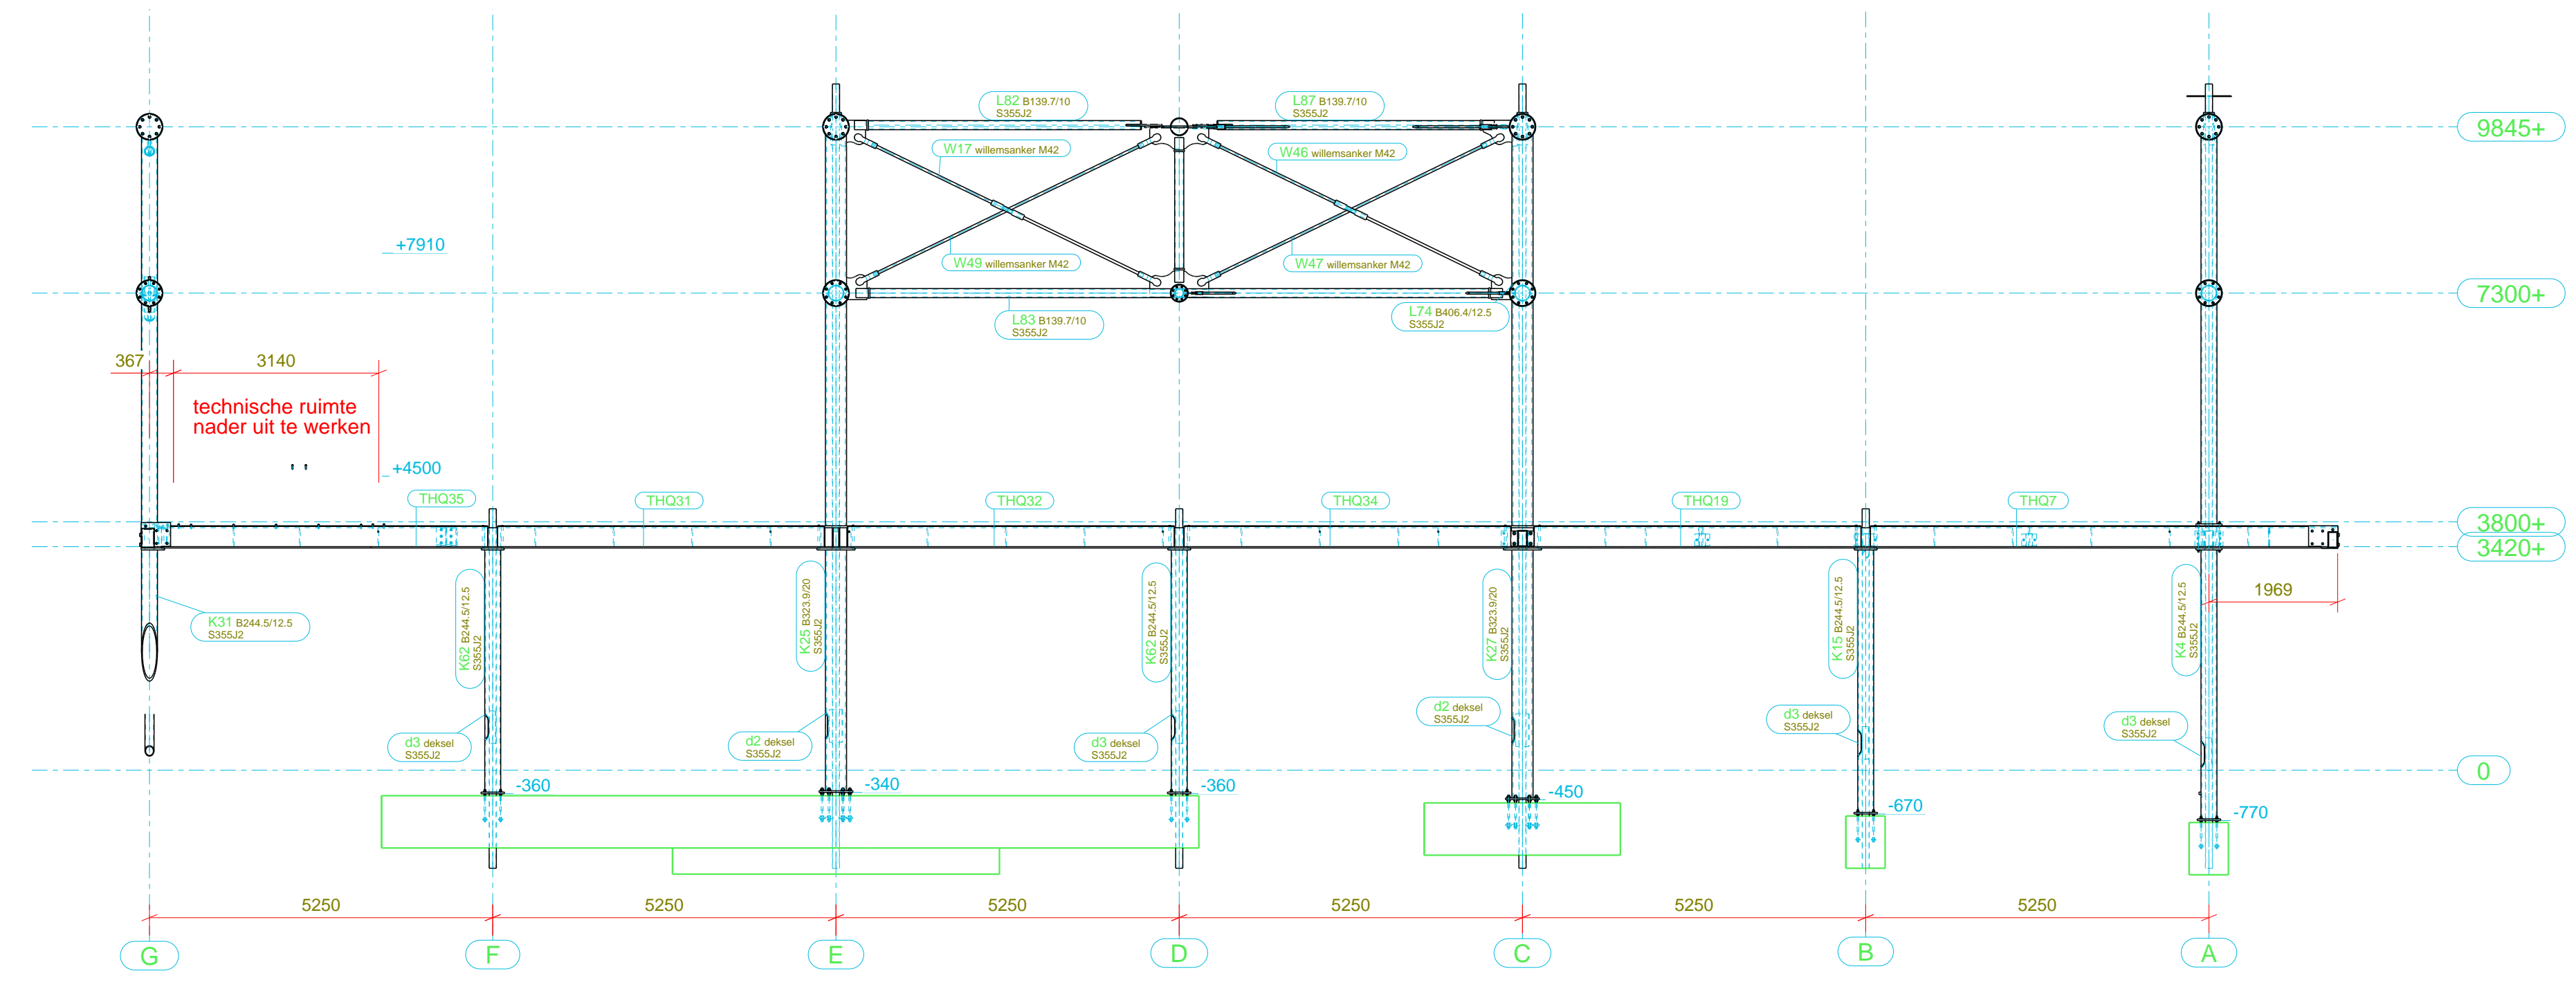 L82 B139.7/10
S355J2
L87 B139.7/10
S355J2
9845+
W17 willemsanker M42
W46 willemsanker M42
+7910
W49 willemsanker M42
W47 willemsanker M42
7300+
L83 B139.7/10
S355J2
L74 B406.4/12.5
S355J2
367
3140
technische ruimte
nader uit te werken
+4500
THQ35
THQ31
THQ32
THQ34
THQ19
THQ7
3800+
3420+
K31 B244.5/12.5
S355J2
K62 B244.5/12.5
S355J2
K25 B323.9/20
S355J2
K62 B244.5/12.5
S355J2
K27 B323.9/20
S355J2
K15 B244.5/12.5
S355J2
K4 B244.5/12.5
S355J2
1969
d3 deksel
S355J2
d2 deksel
S355J2
d3 deksel
S355J2
d2 deksel
S355J2
d3 deksel
S355J2
d3 deksel
S355J2
0
-360
-340
-360
-450
-670
-770
5250
5250
5250
5250
5250
5250
G
F
E
D
C
B
A